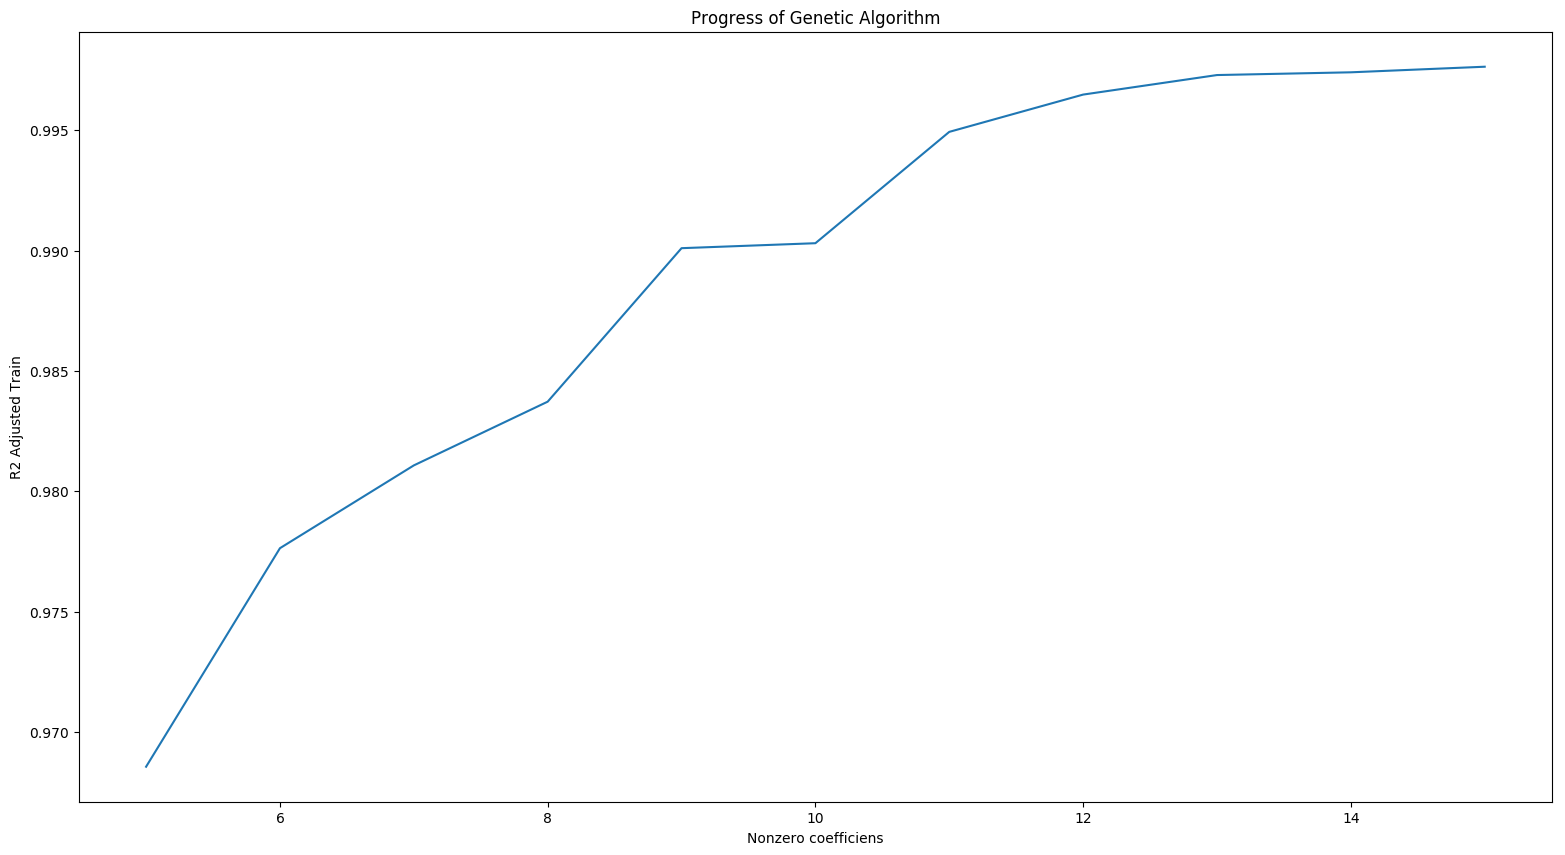 Progress of Genetic Algorithm
R2 Adjusted Train
0.995
0.990
0.985
0.980
0.975
0.970
6 8 10 12 14
Nonzero coefficiens